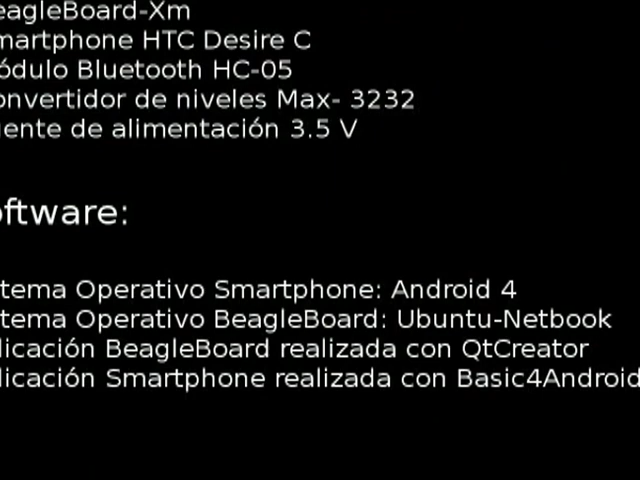 eagleBoard-Xm
martphone HTC Desire C
ódulo Bluetooth HC-05
onvertidor de niveles Max- 3232
uente de alimentación 3.5 V
oftware:
tema Operativo Smartphone: Android 4
tema Operativo BeagleBoard: Ubuntu-Netbook
licación BeagleBoard realizada con QtCreator
licación Smartphone realizada con Basic4Android